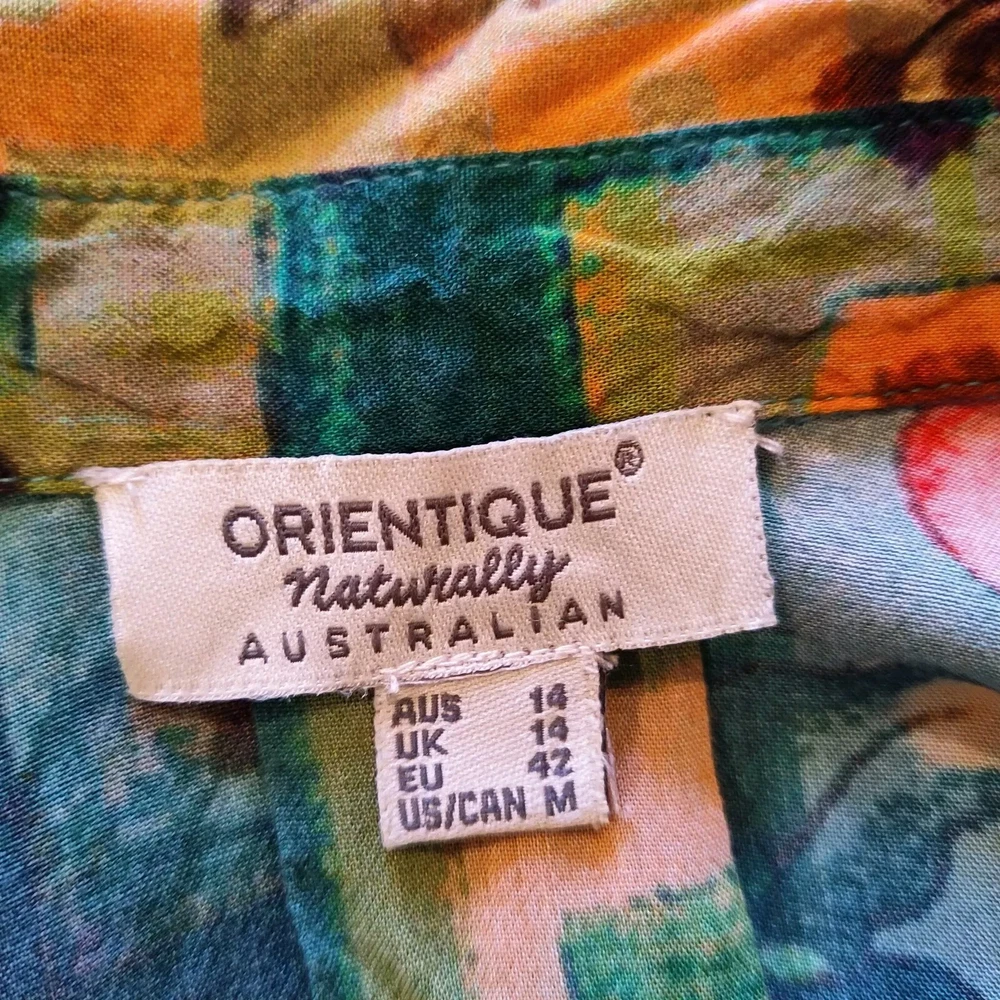 ORIENTIQUE®
Naturally
AUSTRALIAN
AUS 14
UK 14
EU 42
US/CAN M